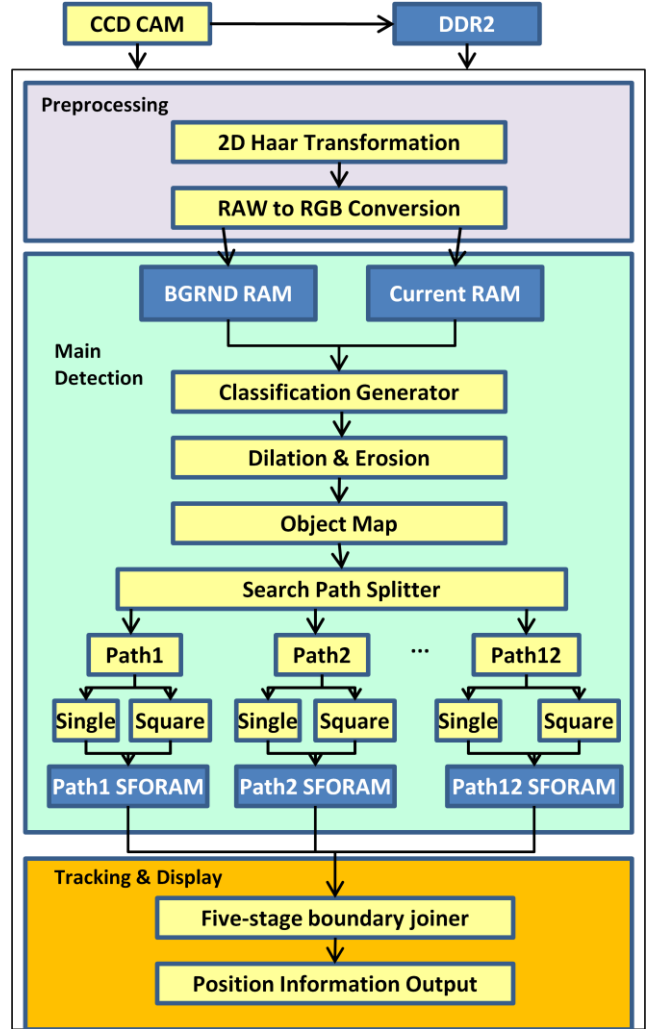 CCD CAM
DDR2
Preprocessing
2D Haar Transformation
RAW to RGB Conversion
BGRND RAM
Current RAM
Main
Detection
Classification Generator
Dilation & Erosion
Object Map
Search Path Splitter
Path1
Path2
...
Path12
Single
Square
Single
Square
Single
Square
Path1 SFORAM
Path2 SFORAM
Path12 SFORAM
Tracking & Display
Five-stage boundary joiner
Position Information Output